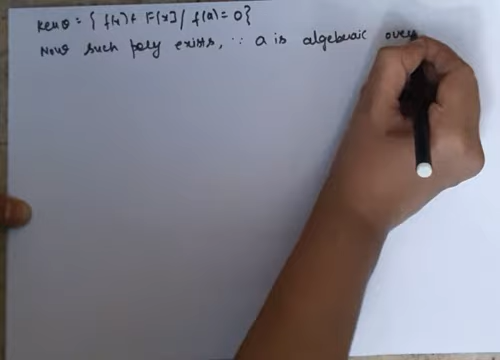 Ker θ = { f(x) ∈ F[x] / f(a) = 0}
Now such poly exists, ∵ a is algebraic over